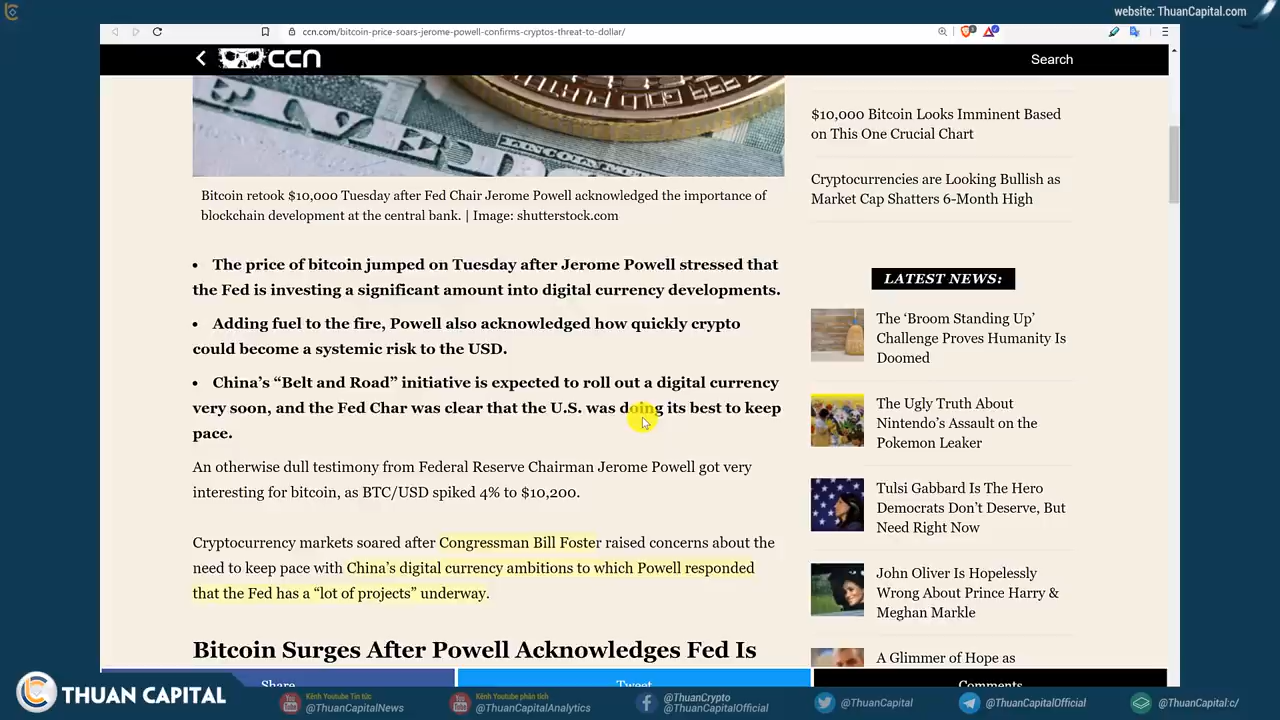 website: ThuanCapital.com
ccn.com/bitcoin-price-soars-jerome-powell-confirms-cryptos-threat-to-dollar/
ccn
Search
Bitcoin retook $10,000 Tuesday after Fed Chair Jerome Powell acknowledged the importance of
blockchain development at the central bank. | Image: shutterstock.com
• The price of bitcoin jumped on Tuesday after Jerome Powell stressed that
the Fed is investing a significant amount into digital currency developments.
• Adding fuel to the fire, Powell also acknowledged how quickly crypto
could become a systemic risk to the USD.
• China’s “Belt and Road” initiative is expected to roll out a digital currency
very soon, and the Fed Char was clear that the U.S. was doing its best to keep
pace.
An otherwise dull testimony from Federal Reserve Chairman Jerome Powell got very
interesting for bitcoin, as BTC/USD spiked 4% to $10,200.
Cryptocurrency markets soared after Congressman Bill Foster raised concerns about the
need to keep pace with China’s digital currency ambitions to which Powell responded
that the Fed has a “lot of projects” underway.
Bitcoin Surges After Powell Acknowledges Fed Is
$10,000 Bitcoin Looks Imminent Based
on This One Crucial Chart
Cryptocurrencies are Looking Bullish as
Market Cap Shatters 6-Month High
LATEST NEWS:
The ‘Broom Standing Up’
Challenge Proves Humanity Is
Doomed
The Ugly Truth About
Nintendo’s Assault on the
Pokemon Leaker
Tulsi Gabbard Is The Hero
Democrats Don’t Deserve, But
Need Right Now
John Oliver Is Hopelessly
Wrong About Prince Harry &
Meghan Markle
A Glimmer of Hope as
Share
Tweet
Comments
THUAN CAPITAL
Kênh Youtube Tin tức
@ThuanCapitalNews
Kênh Youtube phân tích
@ThuanCapitalAnalytics
@ThuanCrypto
@ThuanCapitalOfficial
@ThuanCapital
@ThuanCapitalOfficial
@ThuanCapital:c/